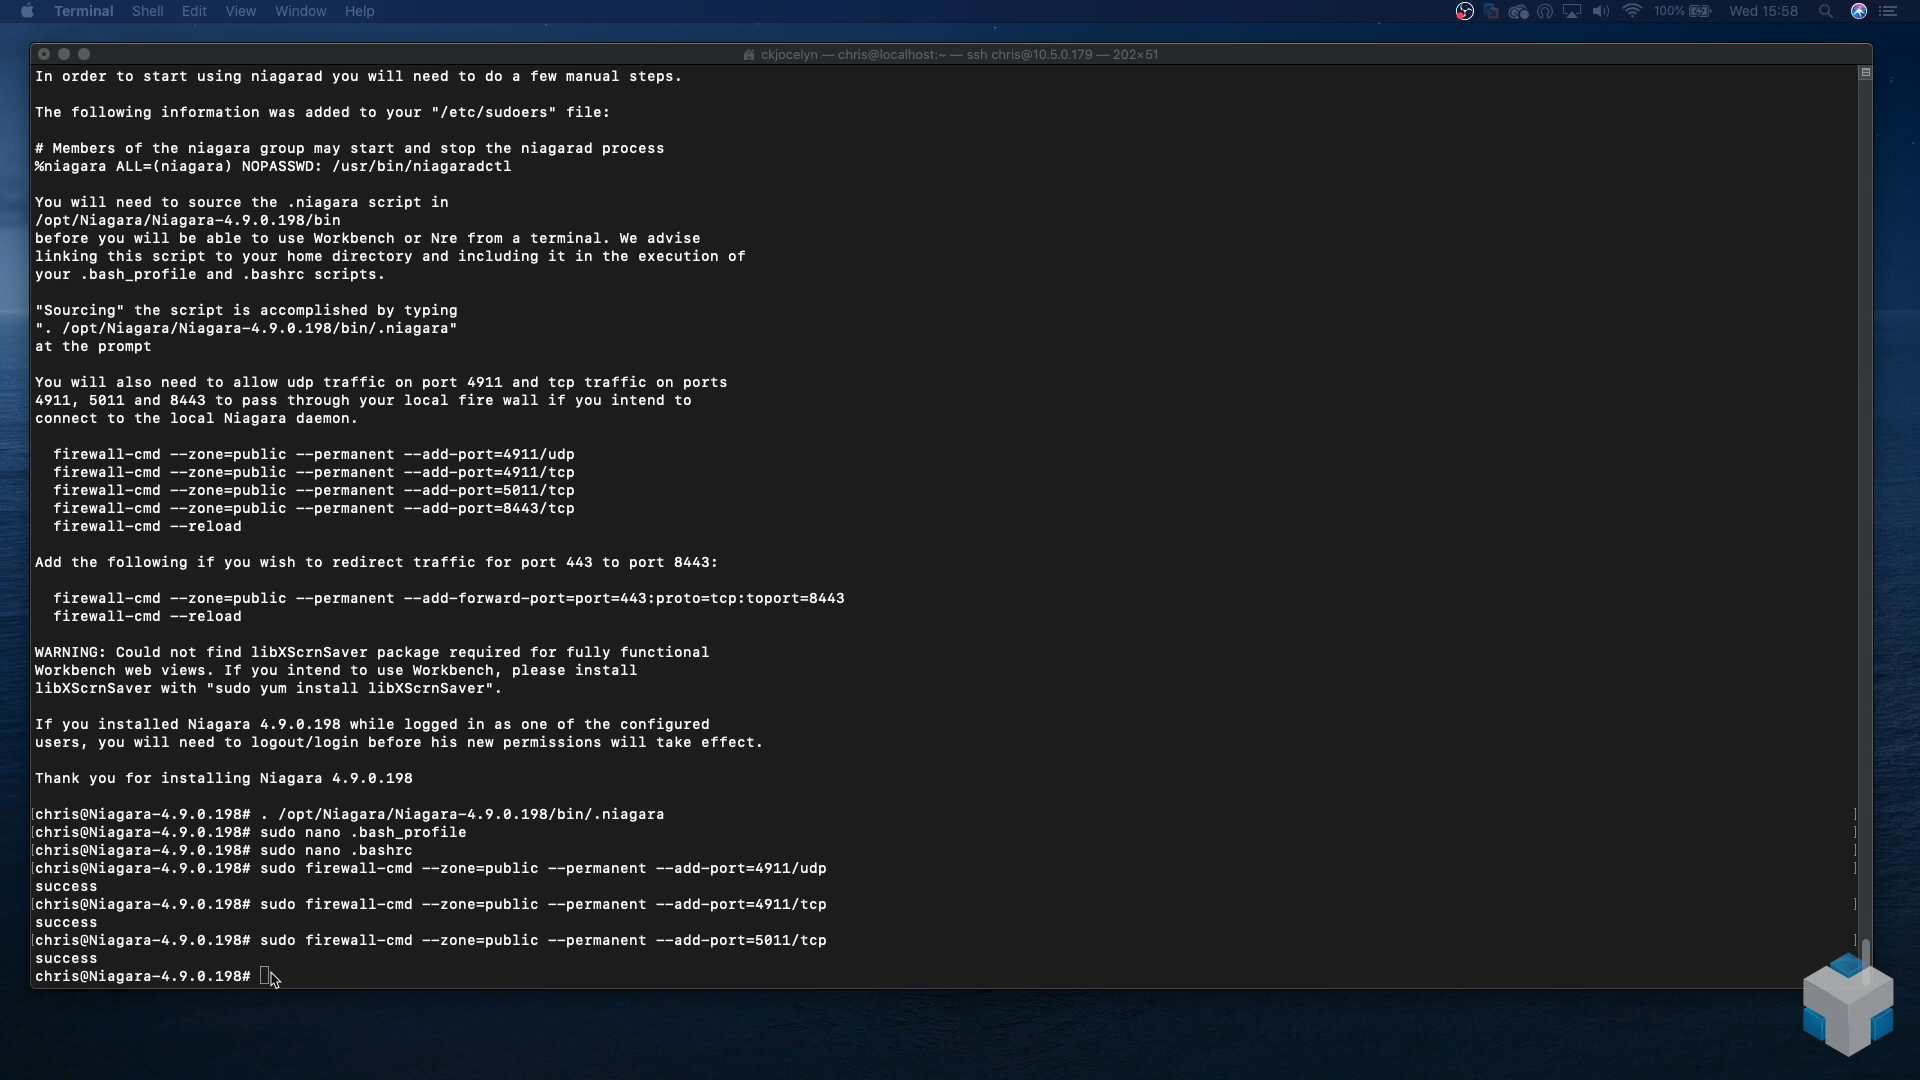 Terminal Shell Edit View Window Help 100% Wed 15:58
ckjocelyn — chris@localhost:~ — ssh chris@10.5.0.179 — 202×51
In order to start using niagarad you will need to do a few manual steps.
The following information was added to your "/etc/sudoers" file:
# Members of the niagara group may start and stop the niagarad process
%niagara ALL=(niagara) NOPASSWD: /usr/bin/niagaradctl
You will need to source the .niagara script in
/opt/Niagara/Niagara-4.9.0.198/bin
before you will be able to use Workbench or Nre from a terminal. We advise
linking this script to your home directory and including it in the execution of
your .bash_profile and .bashrc scripts.
"Sourcing" the script is accomplished by typing
". /opt/Niagara/Niagara-4.9.0.198/bin/.niagara"
at the prompt
You will also need to allow udp traffic on port 4911 and tcp traffic on ports
4911, 5011 and 8443 to pass through your local fire wall if you intend to
connect to the local Niagara daemon.
firewall-cmd --zone=public --permanent --add-port=4911/udp
firewall-cmd --zone=public --permanent --add-port=4911/tcp
firewall-cmd --zone=public --permanent --add-port=5011/tcp
firewall-cmd --zone=public --permanent --add-port=8443/tcp
firewall-cmd --reload
Add the following if you wish to redirect traffic for port 443 to port 8443:
firewall-cmd --zone=public --permanent --add-forward-port=port=443:proto=tcp:toport=8443
firewall-cmd --reload
WARNING: Could not find libXScrnSaver package required for fully functional
Workbench web views. If you intend to use Workbench, please install
libXScrnSaver with "sudo yum install libXScrnSaver".
If you installed Niagara 4.9.0.198 while logged in as one of the configured
users, you will need to logout/login before his new permissions will take effect.
Thank you for installing Niagara 4.9.0.198
[chris@Niagara-4.9.0.198# . /opt/Niagara/Niagara-4.9.0.198/bin/.niagara ]
[chris@Niagara-4.9.0.198# sudo nano .bash_profile ]
[chris@Niagara-4.9.0.198# sudo nano .bashrc ]
[chris@Niagara-4.9.0.198# sudo firewall-cmd --zone=public --permanent --add-port=4911/udp ]
success
[chris@Niagara-4.9.0.198# sudo firewall-cmd --zone=public --permanent --add-port=4911/tcp ]
success
[chris@Niagara-4.9.0.198# sudo firewall-cmd --zone=public --permanent --add-port=5011/tcp ]
success
chris@Niagara-4.9.0.198#